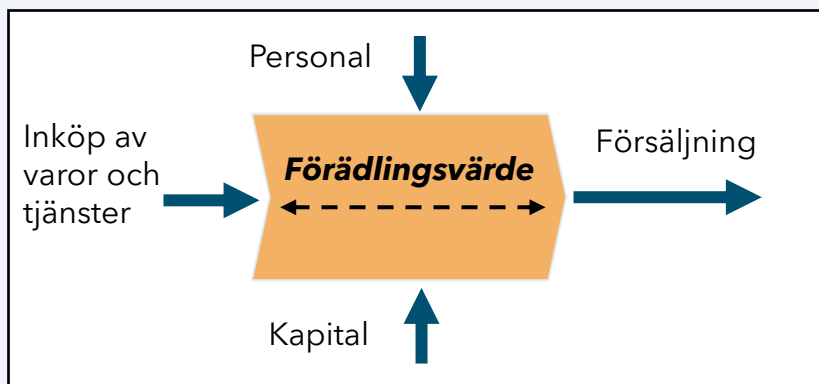 Personal
Inköp av
varor och
tjänster
Förädlingsvärde
Försäljning
Kapital